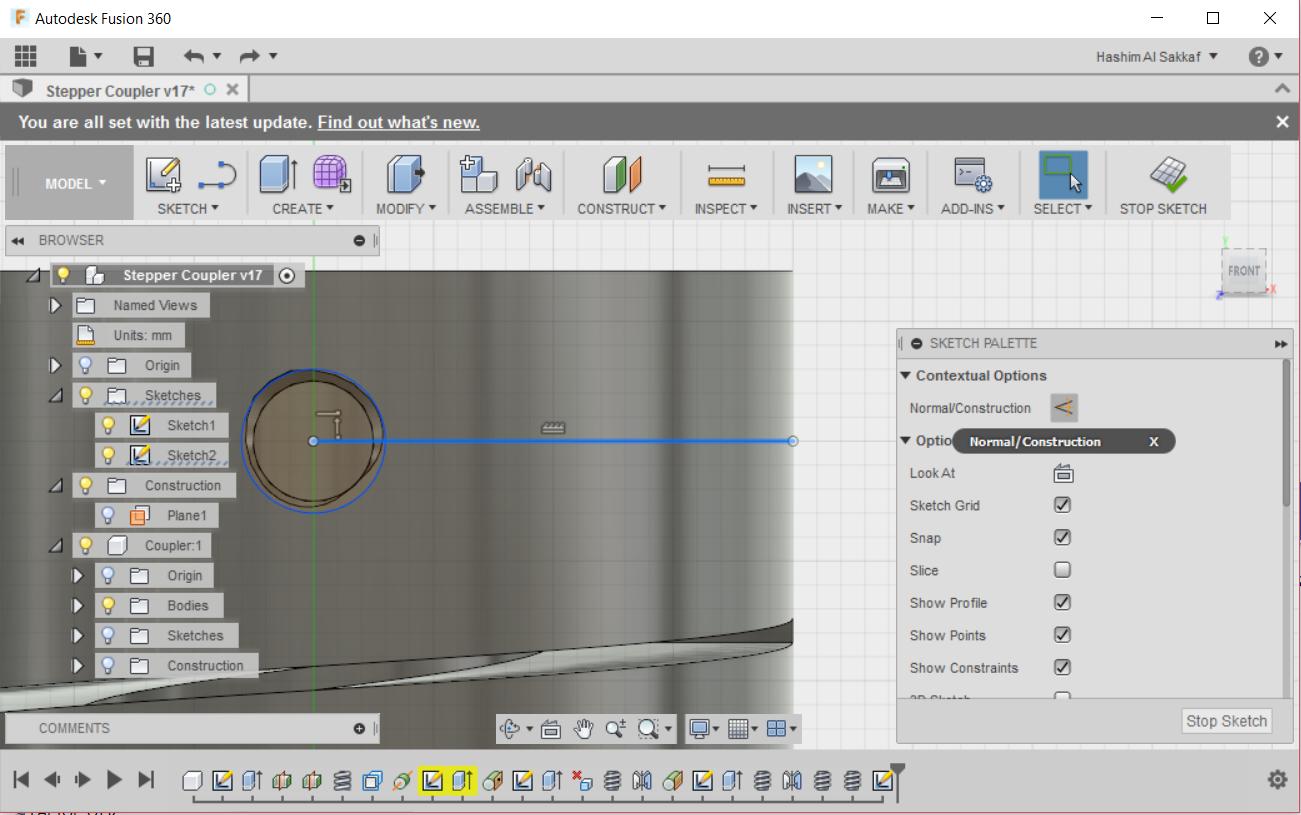 Autodesk Fusion 360
Hashim Al Sakkaf
Stepper Coupler v17*
You are all set with the latest update. Find out what's new.
MODEL
SKETCH
CREATE
MODIFY
ASSEMBLE
CONSTRUCT
INSPECT
INSERT
MAKE
ADD-INS
SELECT
STOP SKETCH
BROWSER
Stepper Coupler v17
Named Views
Units: mm
Origin
Sketches
Sketch1
Sketch2
Construction
Plane1
Coupler:1
Origin
Bodies
Sketches
Construction
COMMENTS
Y
FRONT
X
Z
SKETCH PALETTE
Contextual Options
Normal/Construction
Optio
Normal/Construction X
Look At
Sketch Grid
Snap
Slice
Show Profile
Show Points
Show Constraints
3D Sketch
Stop Sketch